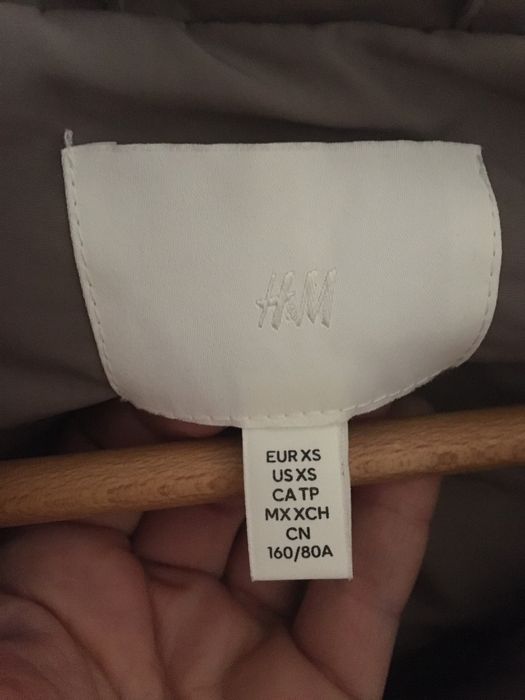 H&M
EUR XS
US XS
CA TP
MX XCH
CN
160/80A